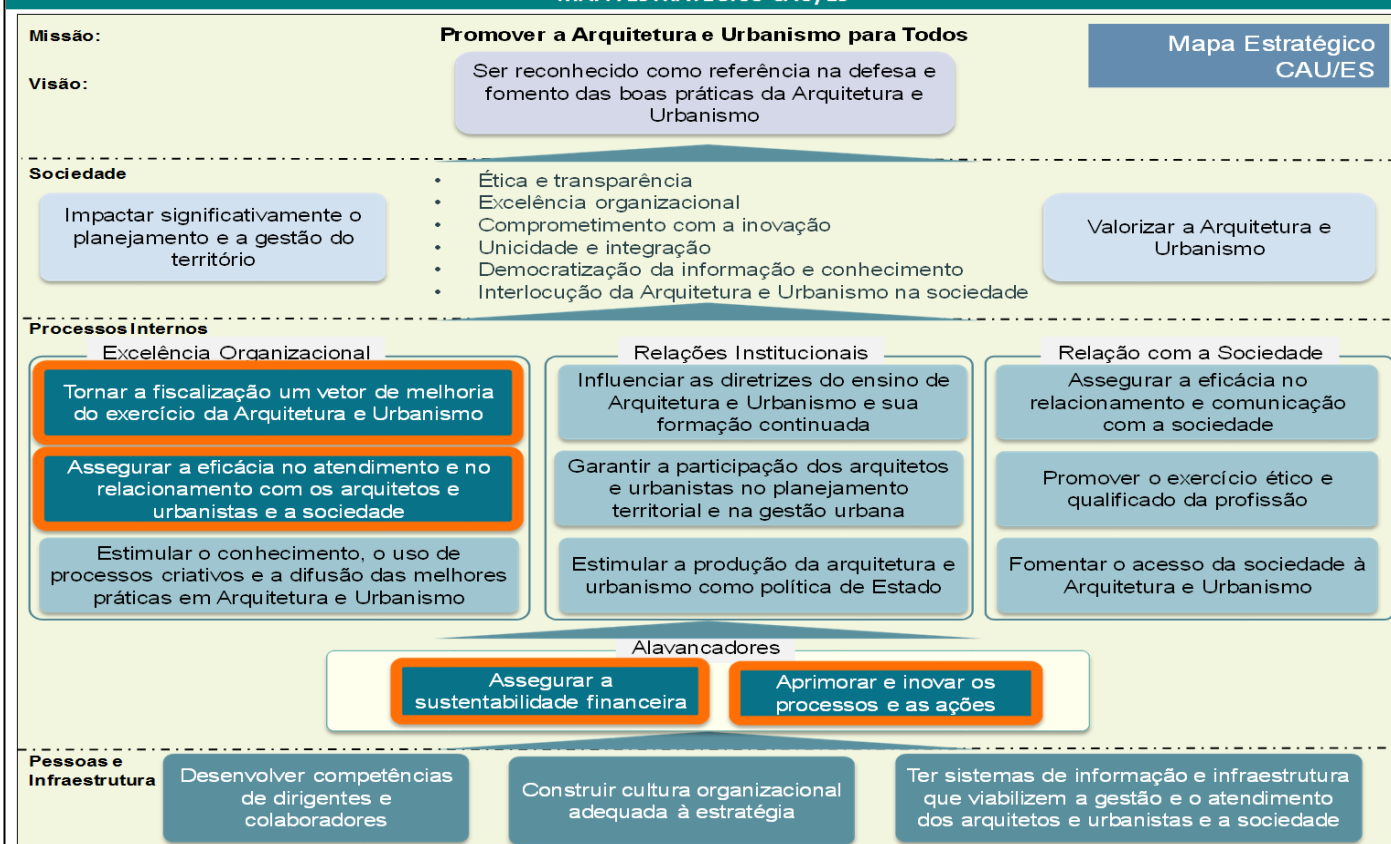 MAPA ESTRATÉGICO CAU/ES
Missão:
Promover a Arquitetura e Urbanismo para Todos
Mapa Estratégico
CAU/ES
Visão:
Ser reconhecido como referência na defesa e
fomento das boas práticas da Arquitetura e
Urbanismo
Sociedade
Impactar significativamente o
planejamento e a gestão do
território
• Ética e transparência
• Excelência organizacional
• Comprometimento com a inovação
• Unicidade e integração
• Democratização da informação e conhecimento
• Interlocução da Arquitetura e Urbanismo na sociedade
Valorizar a Arquitetura e
Urbanismo
Processos Internos
Excelência Organizacional
Tornar a fiscalização um vetor de melhoria
do exercício da Arquitetura e Urbanismo
Assegurar a eficácia no atendimento e no
relacionamento com os arquitetos e
urbanistas e a sociedade
Estimular o conhecimento, o uso de
processos criativos e a difusão das melhores
práticas em Arquitetura e Urbanismo
Relações Institucionais
Influenciar as diretrizes do ensino de
Arquitetura e Urbanismo e sua
formação continuada
Garantir a participação dos arquitetos
e urbanistas no planejamento
territorial e na gestão urbana
Estimular a produção da arquitetura e
urbanismo como política de Estado
Relação com a Sociedade
Assegurar a eficácia no
relacionamento e comunicação
com a sociedade
Promover o exercício ético e
qualificado da profissão
Fomentar o acesso da sociedade à
Arquitetura e Urbanismo
Alavancadores
Assegurar a
sustentabilidade financeira
Aprimorar e inovar os
processos e as ações
Pessoas e
Infraestrutura
Desenvolver competências
de dirigentes e
colaboradores
Construir cultura organizacional
adequada à estratégia
Ter sistemas de informação e infraestrutura
que viabilizem a gestão e o atendimento
dos arquitetos e urbanistas e a sociedade